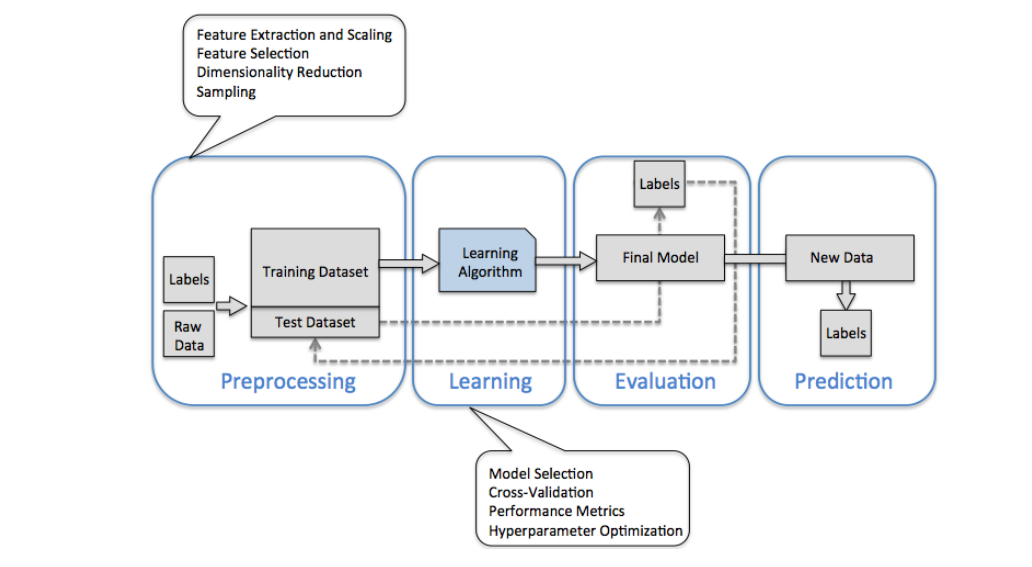 Feature Extraction and Scaling
Feature Selection
Dimensionality Reduction
Sampling
Labels
Raw
Data
Training Dataset
Test Dataset
Preprocessing
Learning
Algorithm
Learning
Labels
Final Model
Evaluation
New Data
Labels
Prediction
Model Selection
Cross-Validation
Performance Metrics
Hyperparameter Optimization